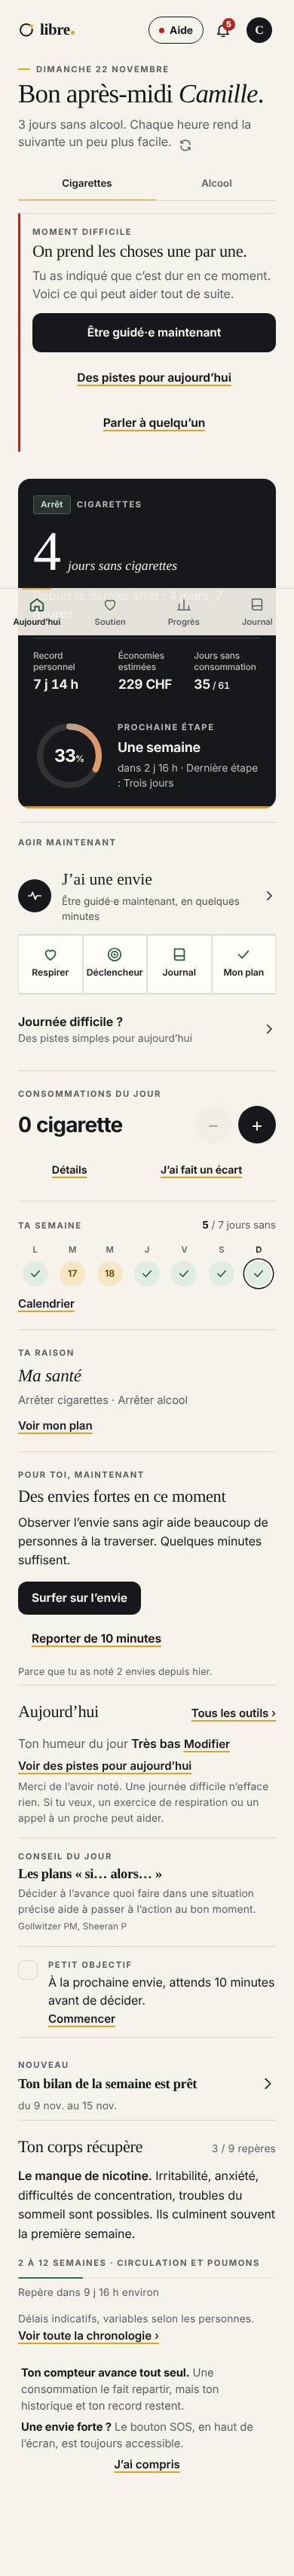 libre.
Aide
5
C
DIMANCHE 22 NOVEMBRE
Bon après-midi Camille.
3 jours sans alcool. Chaque heure rend la
suivante un peu plus facile.
Cigarettes
Alcool
MOMENT DIFFICILE
On prend les choses une par une.
Tu as indiqué que c’est dur en ce moment.
Voici ce qui peut aider tout de suite.
Être guidé·e maintenant
Des pistes pour aujourd’hui
Parler à quelqu’un
Arrêt CIGARETTES
4 jours sans cigarettes
Depuis le dernier arrêt : 4 jours, 7
Aujourd’hui
Soutien
Progrès
Journal
Record
personnel
7 j 14 h
Économies
estimées
229 CHF
Jours sans
consommation
35 / 61
33%
PROCHAINE ÉTAPE
Une semaine
dans 2 j 16 h · Dernière étape
: Trois jours
AGIR MAINTENANT
J’ai une envie
Être guidé·e maintenant, en quelques
minutes
Respirer
Déclencheur
Journal
Mon plan
Journée difficile ?
Des pistes simples pour aujourd’hui
CONSOMMATIONS DU JOUR
0 cigarette
−
+
Détails
J’ai fait un écart
TA SEMAINE
5 / 7 jours sans
L M M J V S D
17 18
Calendrier
TA RAISON
Ma santé
Arrêter cigarettes · Arrêter alcool
Voir mon plan
POUR TOI, MAINTENANT
Des envies fortes en ce moment
Observer l’envie sans agir aide beaucoup de
personnes à la traverser. Quelques minutes
suffisent.
Surfer sur l’envie
Reporter de 10 minutes
Parce que tu as noté 2 envies depuis hier.
Aujourd’hui
Tous les outils ›
Ton humeur du jour Très bas Modifier
Voir des pistes pour aujourd’hui
Merci de l’avoir noté. Une journée difficile n’efface
rien. Si tu veux, un exercice de respiration ou un
appel à un proche peut aider.
CONSEIL DU JOUR
Les plans « si… alors… »
Décider à l’avance quoi faire dans une situation
précise aide à passer à l’action au bon moment.
Gollwitzer PM, Sheeran P
PETIT OBJECTIF
À la prochaine envie, attends 10 minutes
avant de décider.
Commencer
NOUVEAU
Ton bilan de la semaine est prêt
du 9 nov. au 15 nov.
Ton corps récupère
3 / 9 repères
Le manque de nicotine. Irritabilité, anxiété,
difficultés de concentration, troubles du
sommeil sont possibles. Ils culminent souvent
la première semaine.
2 À 12 SEMAINES · CIRCULATION ET POUMONS
Repère dans 9 j 16 h environ
Délais indicatifs, variables selon les personnes.
Voir toute la chronologie ›
Ton compteur avance tout seul. Une
consommation le fait repartir, mais ton
historique et ton record restent.
Une envie forte ? Le bouton SOS, en haut de
l’écran, est toujours accessible.
J’ai compris